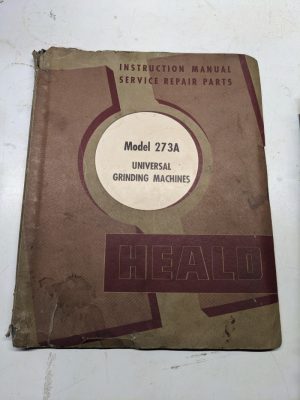 INSTRUCTION MANUAL
SERVICE REPAIR PARTS
Model 273A
UNIVERSAL
GRINDING MACHINES
HEALD